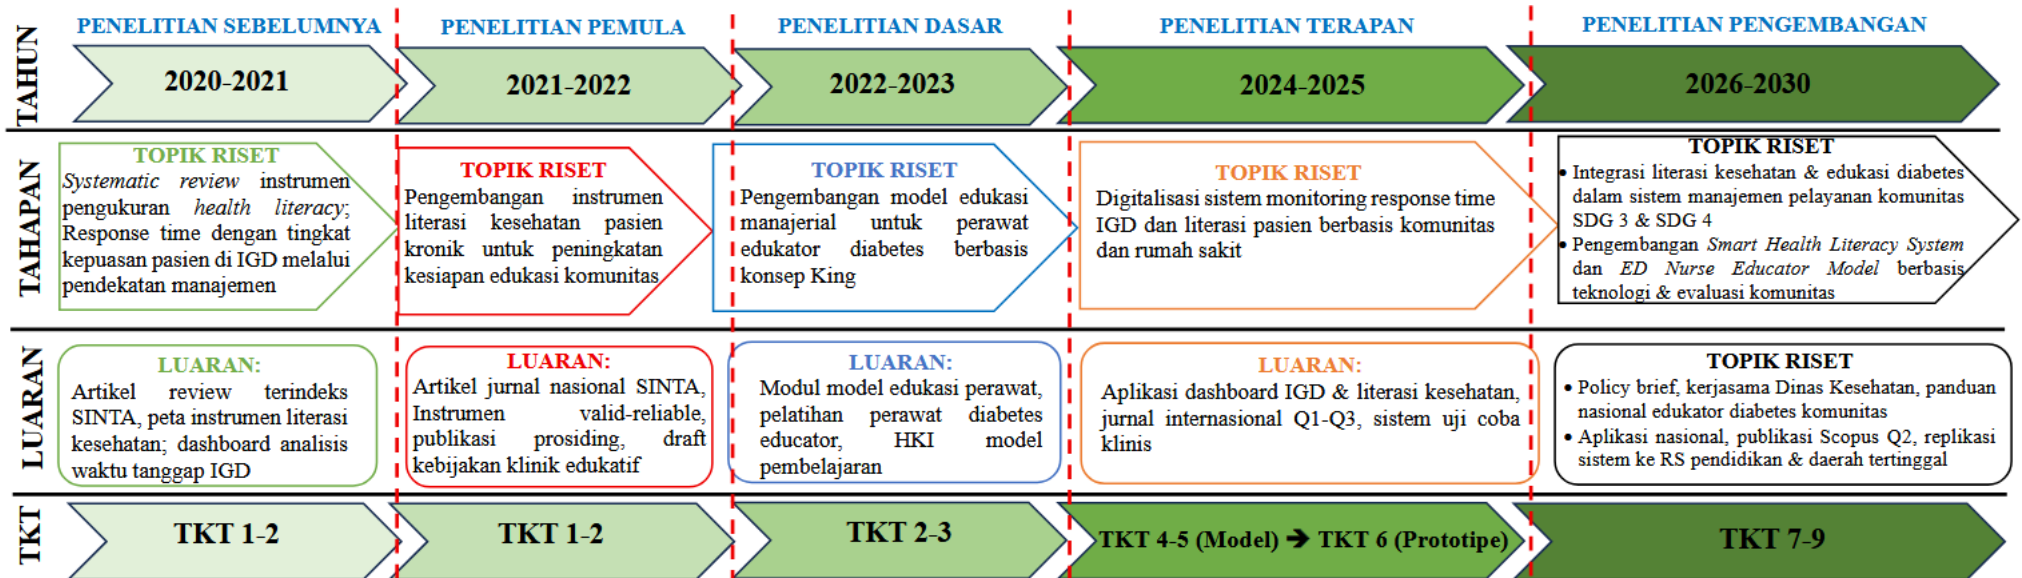 PENELITIAN SEBELUMNYA
PENELITIAN PEMULA
PENELITIAN DASAR
PENELITIAN TERAPAN
PENELITIAN PENGEMBANGAN
TAHUN
2020-2021
2021-2022
2022-2023
2024-2025
2026-2030
TAHAPAN
TOPIK RISET
Systematic review instrumen
pengukuran health literacy;
Response time dengan tingkat
kepuasan pasien di IGD melalui
pendekatan manajemen
TOPIK RISET
Pengembangan instrumen
literasi kesehatan pasien
kronik untuk peningkatan
kesiapan edukasi komunitas
TOPIK RISET
Pengembangan model edukasi
manajerial untuk perawat
edukator diabetes berbasis
konsep King
TOPIK RISET
Digitalisasi sistem monitoring response time
IGD dan literasi pasien berbasis komunitas
dan rumah sakit
TOPIK RISET
• Integrasi literasi kesehatan & edukasi diabetes
dalam sistem manajemen pelayanan komunitas
SDG 3 & SDG 4
• Pengembangan Smart Health Literacy System
dan ED Nurse Educator Model berbasis
teknologi & evaluasi komunitas
LUARAN
LUARAN:
Artikel review terindeks
SINTA, peta instrumen literasi
kesehatan; dashboard analisis
waktu tanggap IGD
LUARAN:
Artikel jurnal nasional SINTA,
Instrumen valid-reliable,
publikasi prosiding, draft
kebijakan klinik edukatif
LUARAN:
Modul model edukasi perawat,
pelatihan perawat diabetes
educator, HKI model
pembelajaran
LUARAN:
Aplikasi dashboard IGD & literasi kesehatan,
jurnal internasional Q1-Q3, sistem uji coba
klinis
TOPIK RISET
• Policy brief, kerjasama Dinas Kesehatan, panduan
nasional edukator diabetes komunitas
• Aplikasi nasional, publikasi Scopus Q2, replikasi
sistem ke RS pendidikan & daerah tertinggal
TKT
TKT 1-2
TKT 1-2
TKT 2-3
TKT 4-5 (Model) ➔ TKT 6 (Prototipe)
TKT 7-9